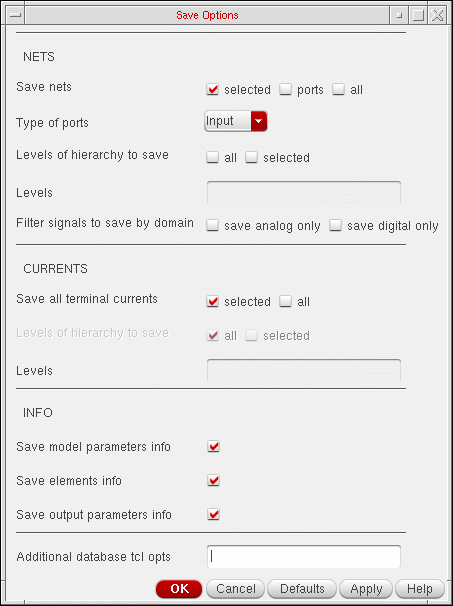 Save Options
NETS
Save nets selected ports all
Type of ports Input
Levels of hierarchy to save all selected
Levels
Filter signals to save by domain save analog only save digital only
CURRENTS
Save all terminal currents selected all
Levels of hierarchy to save all selected
Levels
INFO
Save model parameters info
Save elements info
Save output parameters info
Additional database tcl opts
OK Cancel Defaults Apply Help